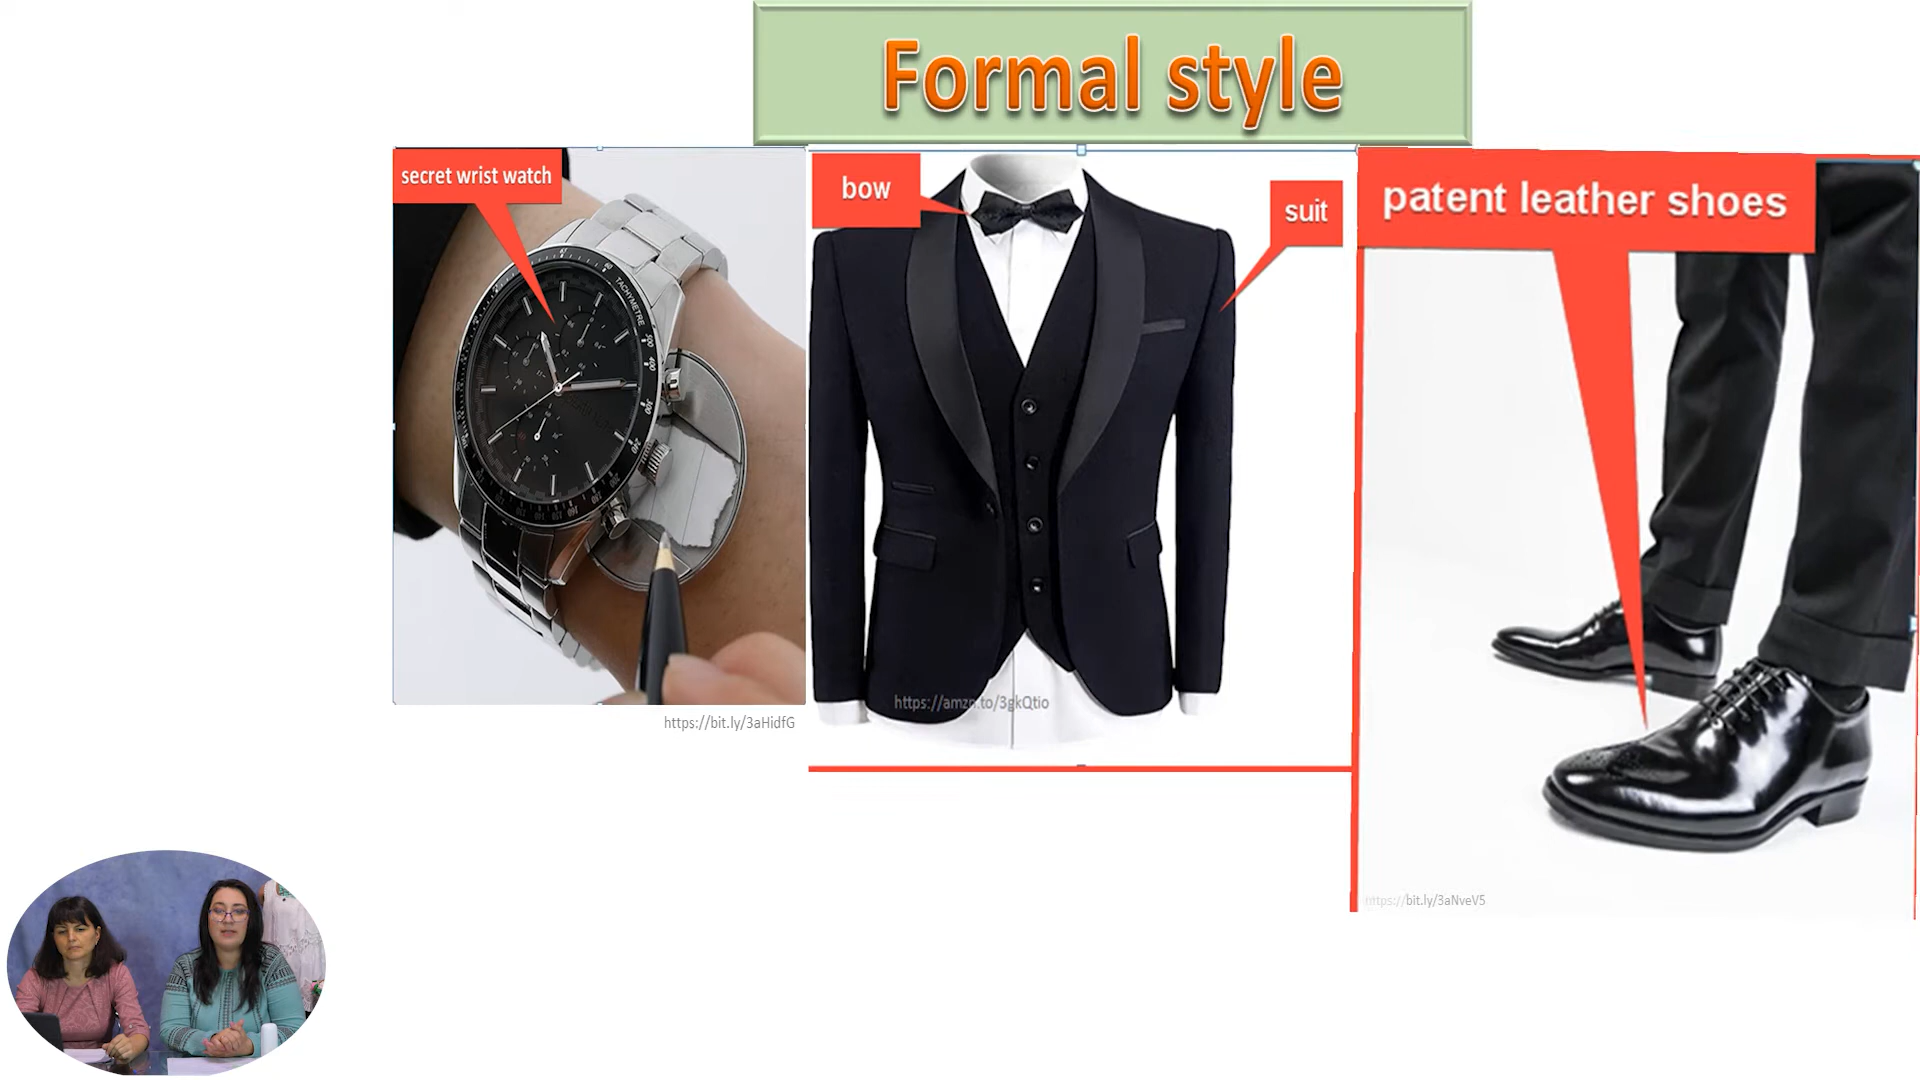 Formal style
secret wrist watch
bow
suit
patent leather shoes
TACHYMETRE
https://bit.ly/3aHidfG
https://amzn.to/3gkQtio
https://bit.ly/3aNveV5